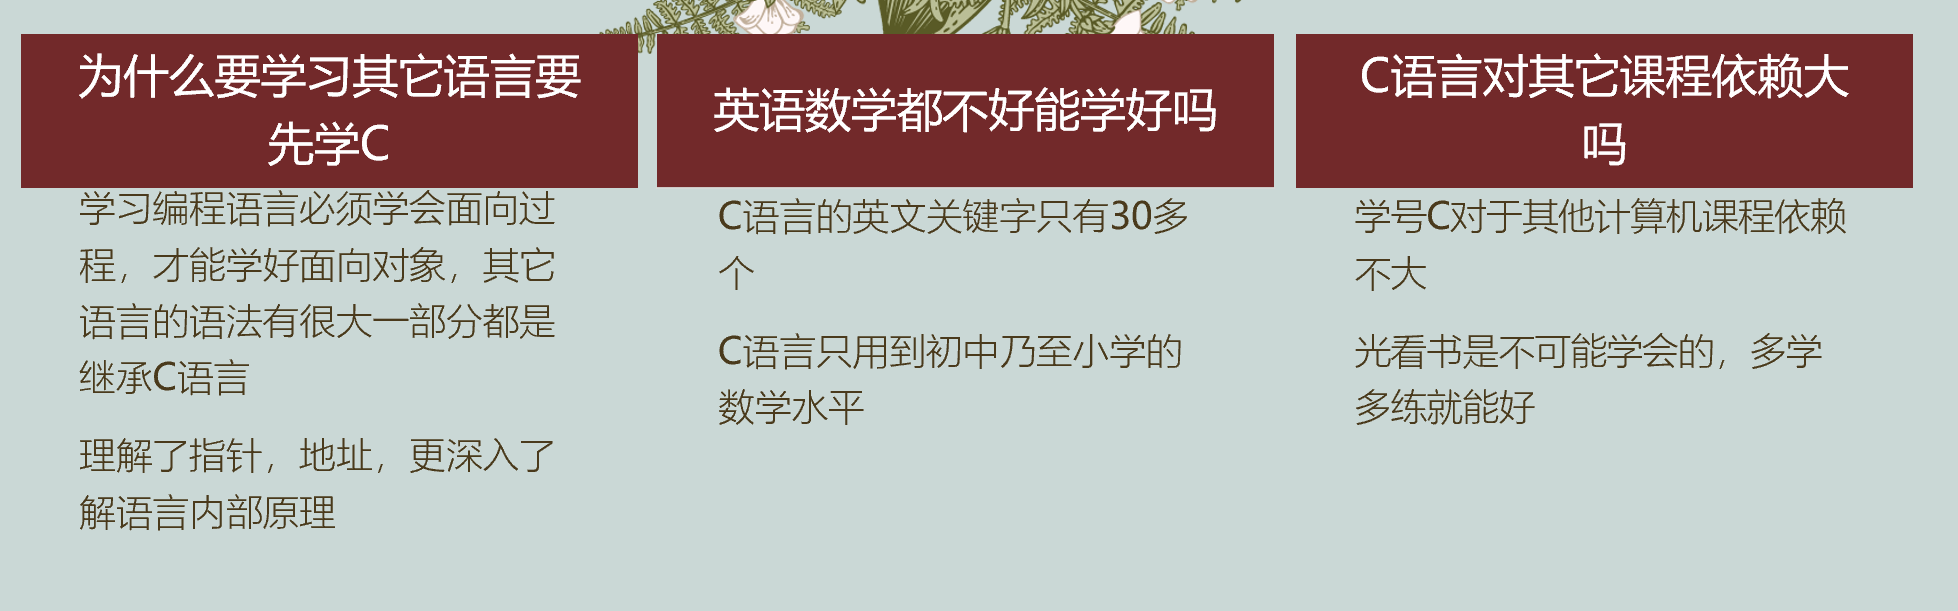 为什么要学习其它语言要
先学C
学习编程语言必须学会面向过
程，才能学好面向对象，其它
语言的语法有很大一部分都是
继承C语言
理解了指针，地址，更深入了
解语言内部原理
英语数学都不好能学好吗
C语言的英文关键字只有30多
个
C语言只用到初中乃至小学的
数学水平
C语言对其它课程依赖大
吗
学号C对于其他计算机课程依赖
不大
光看书是不可能学会的，多学
多练就能好